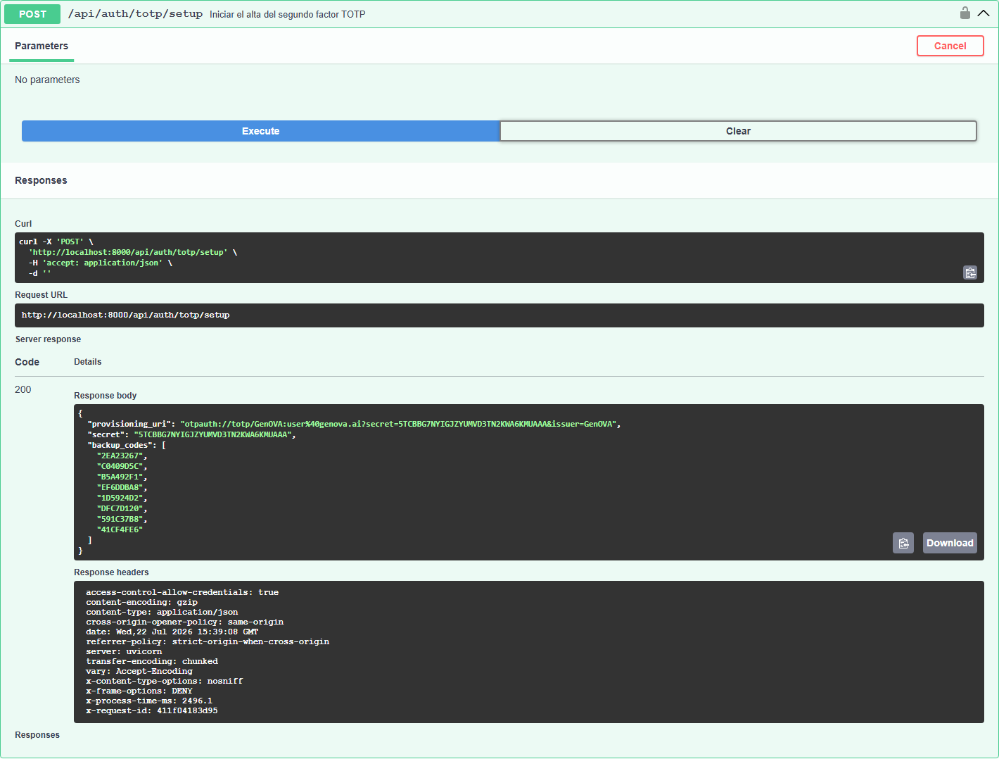 POST /api/auth/totp/setup Iniciar el alta del segundo factor TOTP
Parameters
Cancel
No parameters
Execute
Clear
Responses
Curl
curl -X 'POST' \
'http://localhost:8000/api/auth/totp/setup' \
-H 'accept: application/json' \
-d ''
Request URL
http://localhost:8000/api/auth/totp/setup
Server response
Code
Details
200
Response body
{
"provisioning_uri": "otpauth://totp/GenOVA:user%40genova.ai?secret=5TCBBG7NYIGJZYUMVD3TN2KWA6KMUAAA&issuer=GenOVA",
"secret": "5TCBBG7NYIGJZYUMVD3TN2KWA6KMUAAA",
"backup_codes": [
"2EA23267",
"C0409D5C",
"B5A492F1",
"EF6DDBA8",
"1D5924D2",
"DFC7D120",
"591C37B8",
"41CF4FE6"
]
}
Download
Response headers
access-control-allow-credentials: true
content-encoding: gzip
content-type: application/json
cross-origin-opener-policy: same-origin
date: Wed,22 Jul 2026 15:39:08 GMT
referrer-policy: strict-origin-when-cross-origin
server: uvicorn
transfer-encoding: chunked
vary: Accept-Encoding
x-content-type-options: nosniff
x-frame-options: DENY
x-process-time-ms: 2496.1
x-request-id: 411f04183d95
Responses